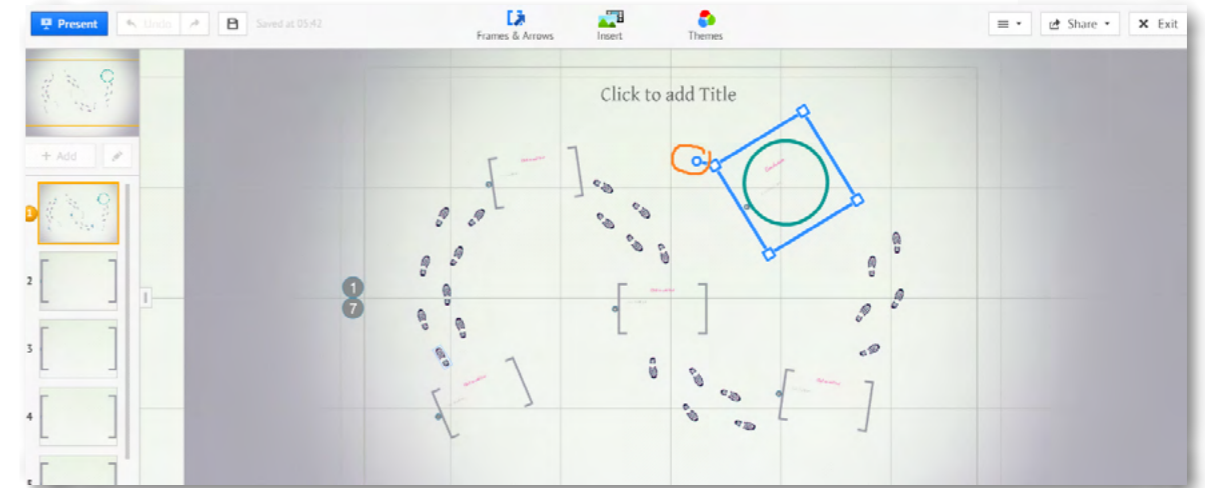 Present
Undo
Saved at 05:42
Frames & Arrows
Insert
Themes
Share
Exit
+ Add
Click to add Title
1
2
3
4
5
1
7